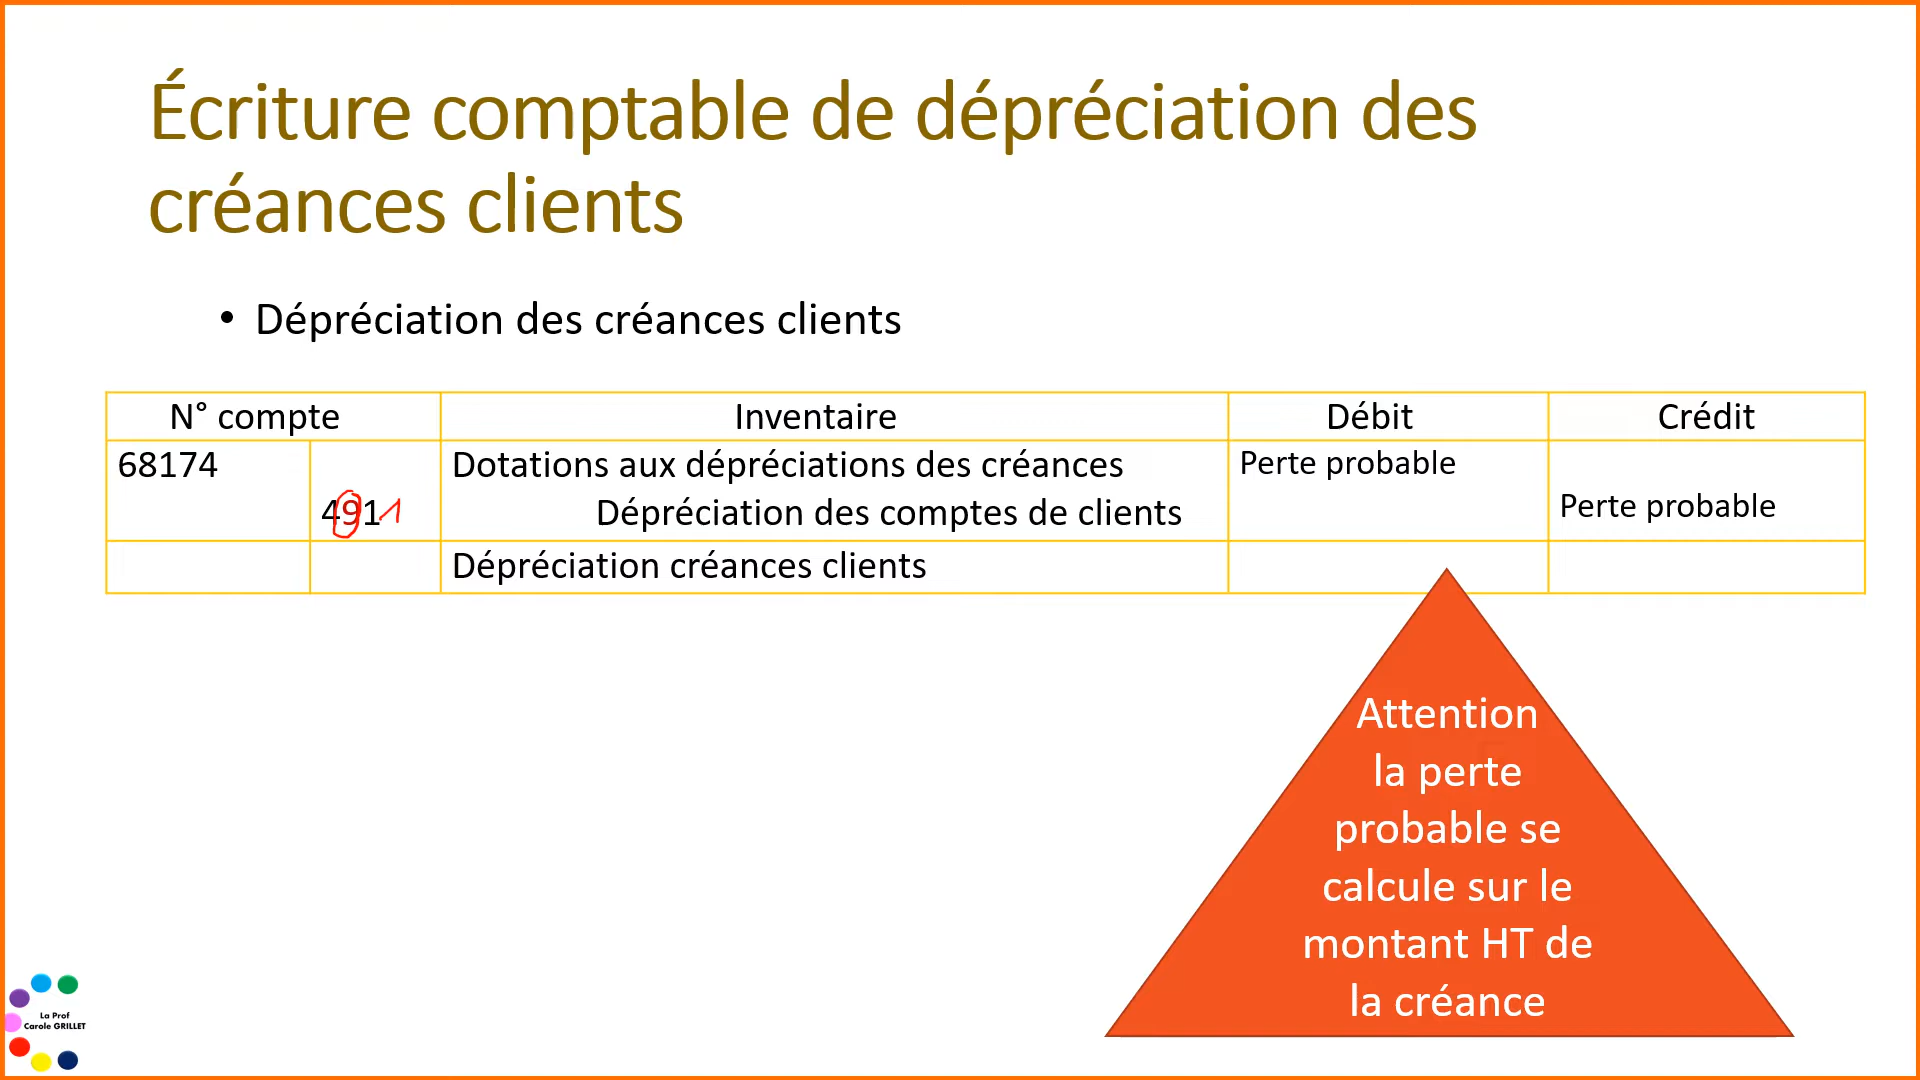 Écriture comptable de dépréciation des
créances clients
• Dépréciation des créances clients
N° compte Inventaire Débit Crédit
68174 Dotations aux dépréciations des créances Perte probable
491 1 Dépréciation des comptes de clients Perte probable
Dépréciation créances clients
Attention
la perte
probable se
calcule sur le
montant HT de
la créance
La Prof
Carole GRILLET